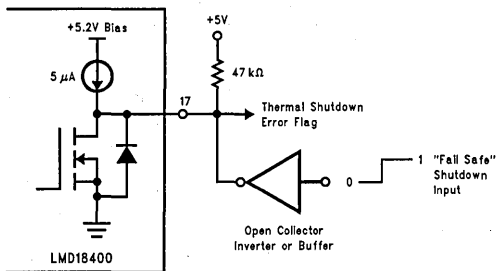 +5.2V Bias
+5V
5 μA
47 kΩ
17
Thermal Shutdown
Error Flag
0
1
"Fail Safe"
Shutdown
Input
Open Collector
Inverter or Buffer
LMD18400